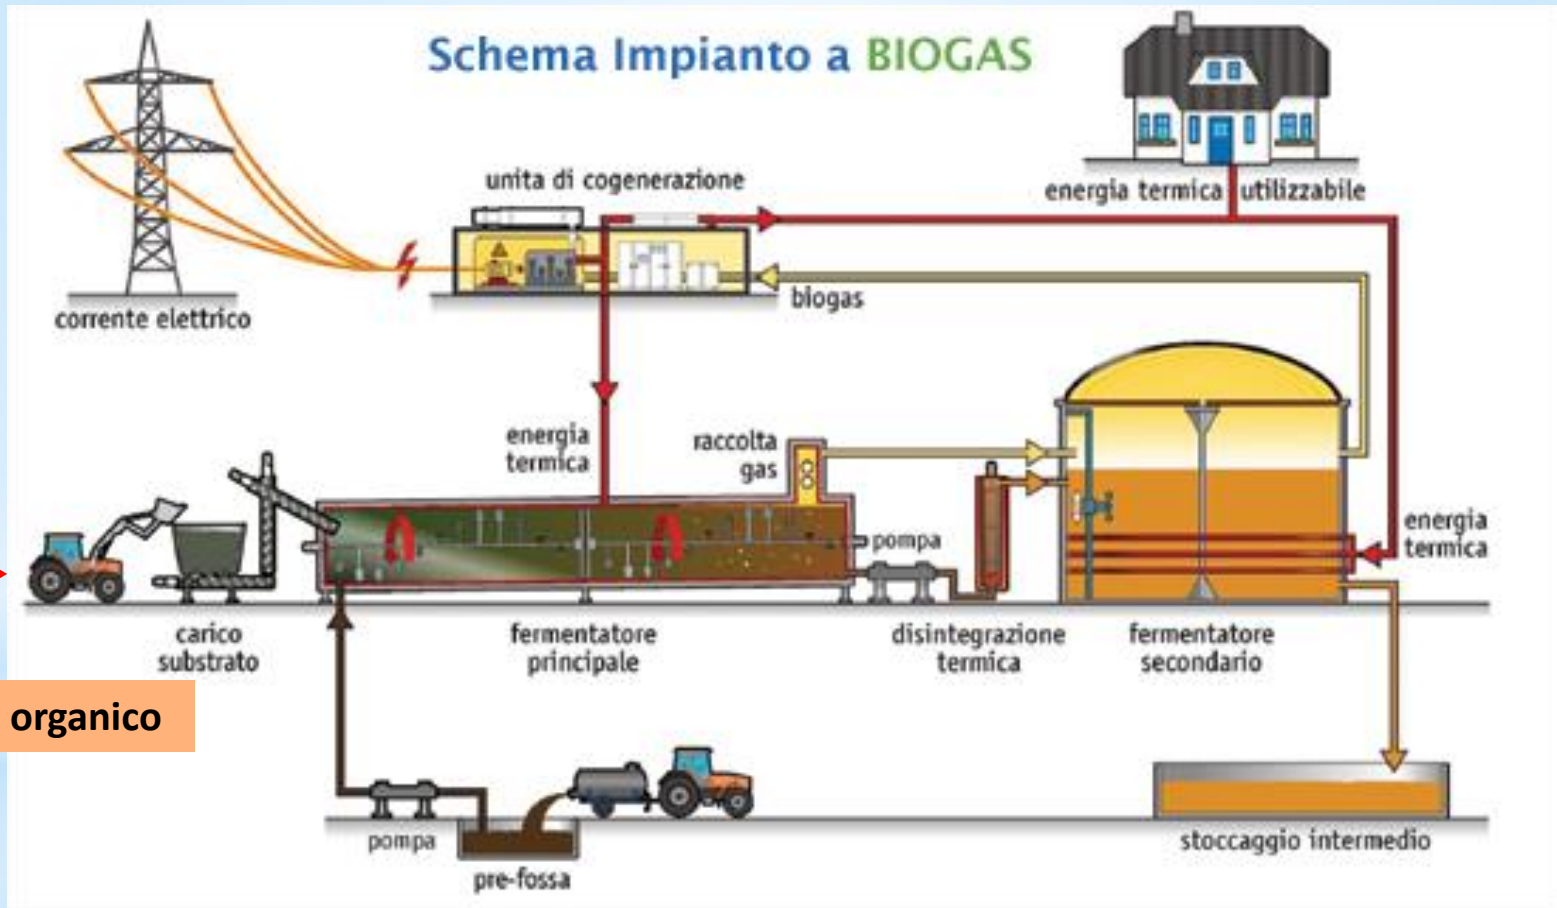 Schema Impianto a BIOGAS
unita di cogenerazione
energia termica utilizzabile
corrente elettrico
biogas
energia
termica
raccolta
gas
energia
termica
pompa
carico
substrato
fermentatore
principale
disintegrazione
termica
fermentatore
secondario
organico
pompa
pre-fossa
stoccaggio intermedio